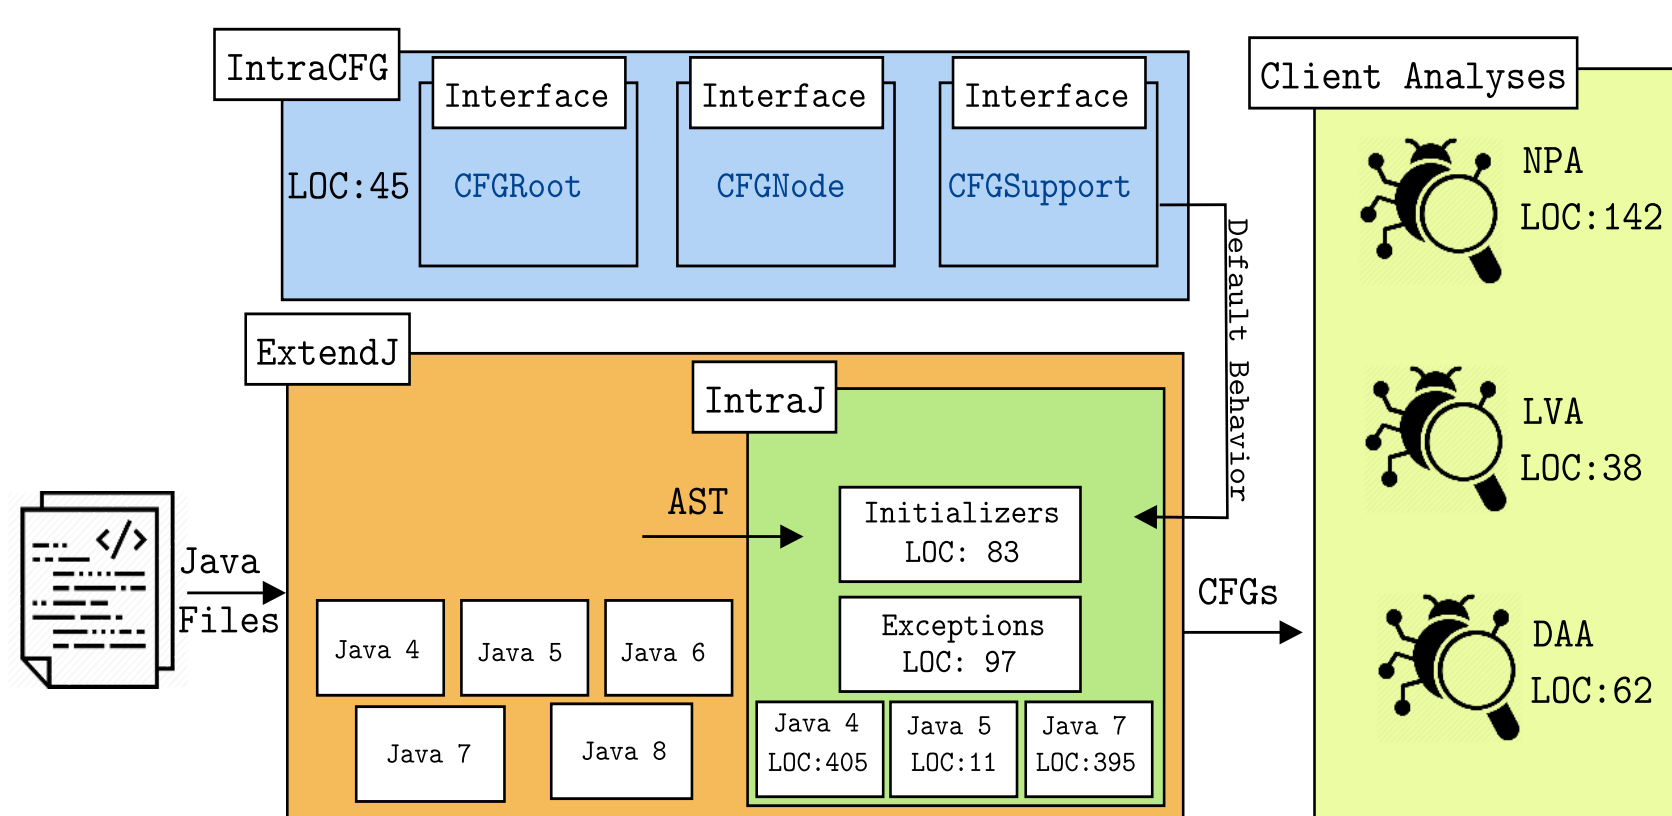 IntraCFG
Interface
Interface
Interface
LOC:45
CFGRoot
CFGNode
CFGSupport
Default Behavior
Client Analyses
NPA
LOC:142
LVA
LOC:38
DAA
LOC:62
ExtendJ
IntraJ
AST
Initializers
LOC: 83
Exceptions
LOC: 97
Java
Files
</>
CFGs
Java 4
Java 5
Java 6
Java 7
Java 8
Java 4
LOC:405
Java 5
LOC:11
Java 7
LOC:395